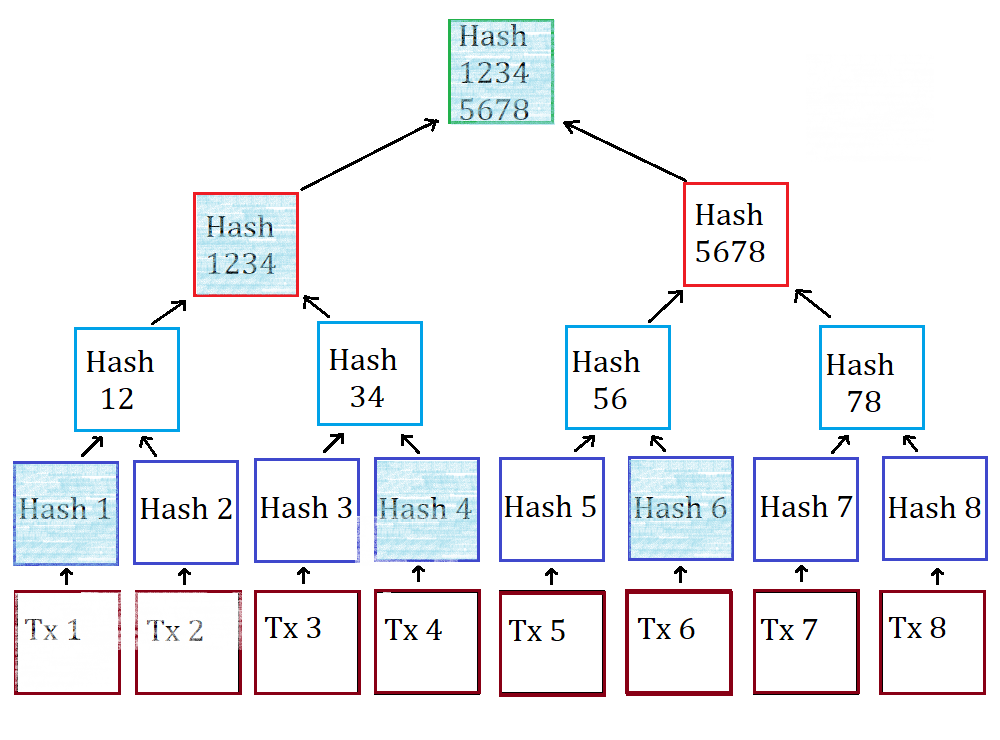 Hash
1234
5678
Hash
1234
Hash
5678
Hash
12
Hash
34
Hash
56
Hash
78
Hash 1
Hash 2
Hash 3
Hash 4
Hash 5
Hash 6
Hash 7
Hash 8
Tx 1
Tx 2
Tx 3
Tx 4
Tx 5
Tx 6
Tx 7
Tx 8